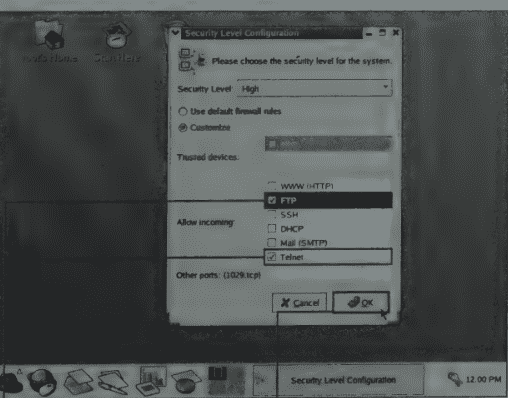 Security Level Configuration
Start Here
Please choose the security level for the system.
Security Level: High
Use default firewall rules
Customize
Trusted devices:
WWW (HTTP)
FTP
SSH
Allow incoming:
DHCP
Mail (SMTP)
Telnet
Other ports: (1029:tcp)
Cancel
OK
Security Level Configuration
12:00 PM